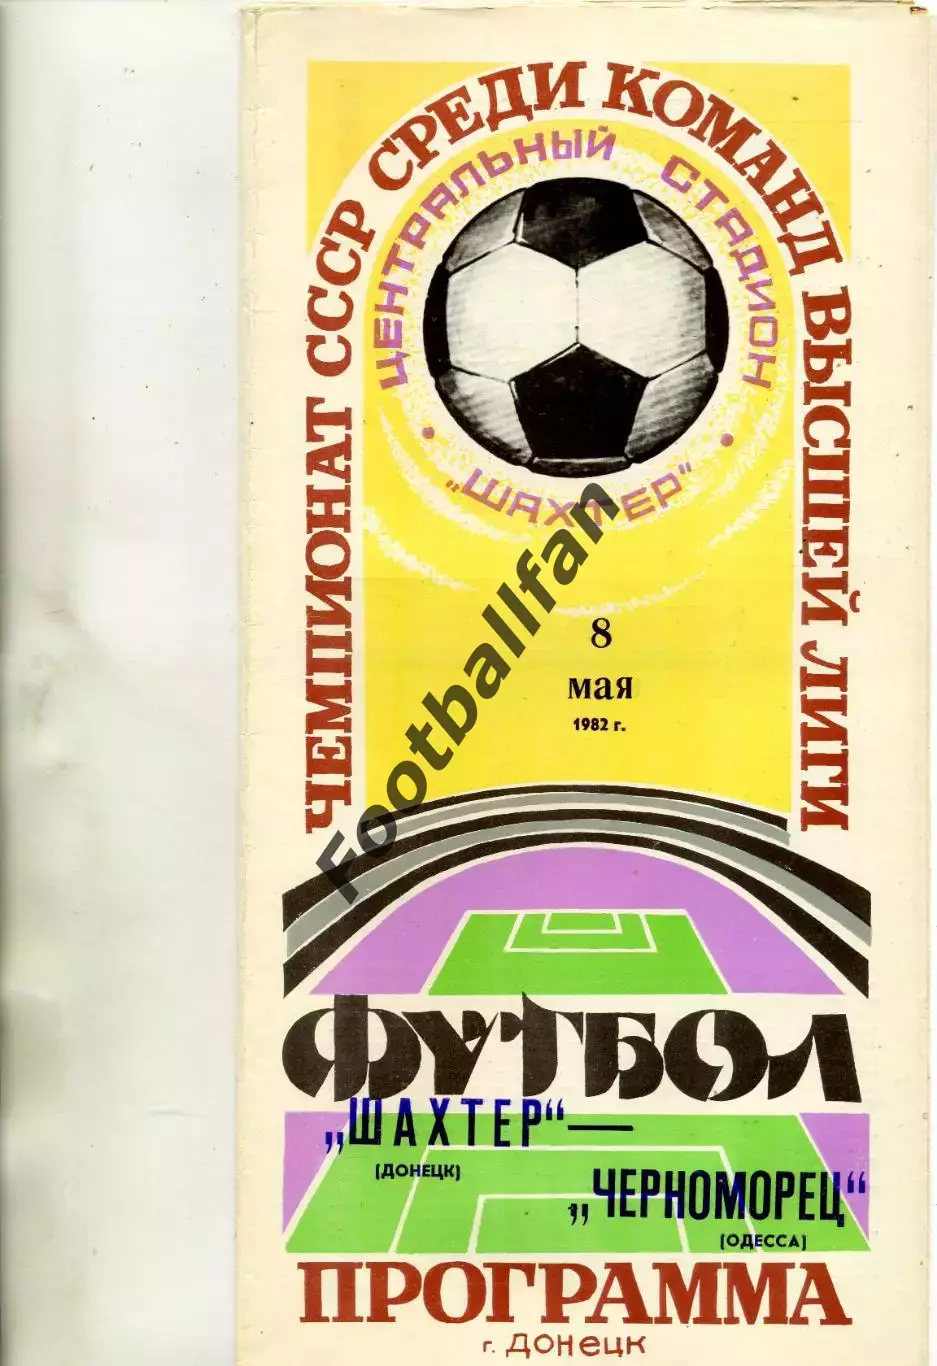 ЧЕМПИОНАТ СССР СРЕДИ КОМАНД ВЫСШЕЙ ЛИГИ
ЦЕНТРАЛЬНЫЙ СТАДИОН
• „ШАХТЕР" •
8
мая
1982 г.
Footballfan
ФУТБОЛ
„ШАХТЕР“ —
(ДОНЕЦК)
„ЧЕРНОМОРЕЦ“
(ОДЕССА)
ПРОГРАММА
г. ДОНЕЦК